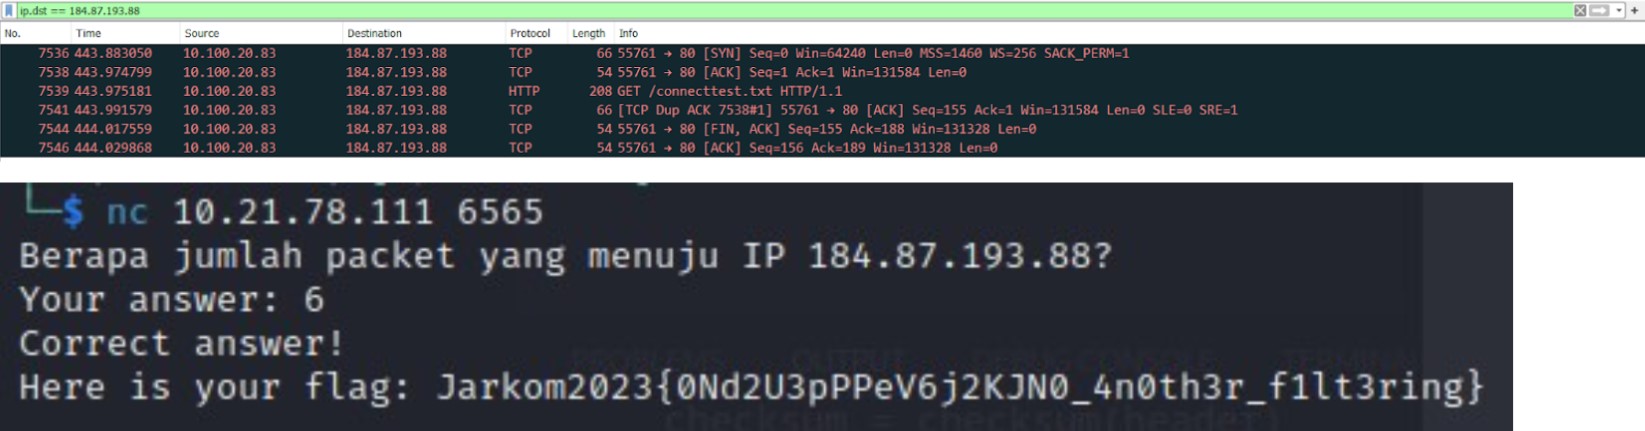 ip.dst == 184.87.193.88
No. Time Source Destination Protocol Length Info
7536 443.883050 10.100.20.83 184.87.193.88 TCP 66 55761 → 80 [SYN] Seq=0 Win=64240 Len=0 MSS=1460 WS=256 SACK_PERM=1
7538 443.974799 10.100.20.83 184.87.193.88 TCP 54 55761 → 80 [ACK] Seq=1 Ack=1 Win=131584 Len=0
7539 443.975181 10.100.20.83 184.87.193.88 HTTP 208 GET /connecttest.txt HTTP/1.1
7541 443.991579 10.100.20.83 184.87.193.88 TCP 66 [TCP Dup ACK 7538#1] 55761 → 80 [ACK] Seq=155 Ack=1 Win=131584 Len=0 SLE=0 SRE=1
7544 444.017559 10.100.20.83 184.87.193.88 TCP 54 55761 → 80 [FIN, ACK] Seq=155 Ack=188 Win=131328 Len=0
7546 444.029868 10.100.20.83 184.87.193.88 TCP 54 55761 → 80 [ACK] Seq=156 Ack=189 Win=131328 Len=0
$ nc 10.21.78.111 6565
Berapa jumlah packet yang menuju IP 184.87.193.88?
Your answer: 6
Correct answer!
PROBLEMS OUTPUT DEBUG CONSOLE
Here is your flag: Jarkom2023{0Nd2U3pPPeV6j2KJN0_4n0th3r_f1lt3ring}
checksum = checksum(header)